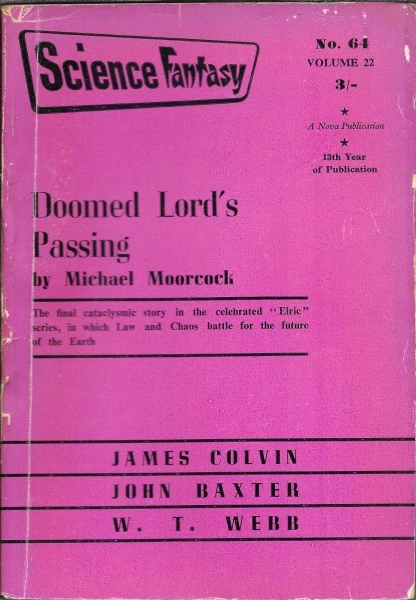 Science Fantasy
No. 64
VOLUME 22
3/-
★
A Nova Publication
★
13th Year
of Publication
Doomed Lord's
Passing
by Michael Moorcock
The final cataclysmic story in the celebrated "Elric"
series, in which Law and Chaos battle for the future
of the Earth
JAMES COLVIN
JOHN BAXTER
W. T. WEBB